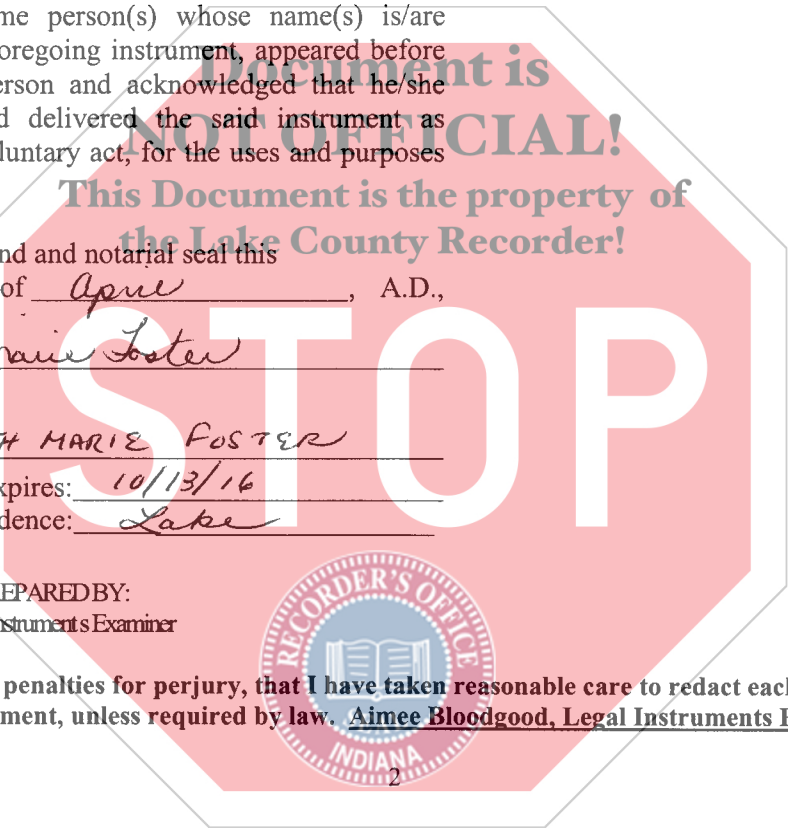 me person(s) whose name(s) is/are
oregoing instrument, appeared before
erson and acknowledged that he/she
d delivered the said instrument as
luntary act, for the uses and purposes
Document is
NOT OFFICIAL!
This Document is the property of
the Lake County Recorder!
nd and notarial seal this
of April, A.D.,
marie Foster
H MARIE FOSTER
xpires: 10/13/16
dence: Lake
STOP
EPARED BY:
nstruments Examiner
RECORDER'S OFFICE
penalties for perjury, that I have taken reasonable care to redact each
ment, unless required by law. Aimee Bloodgood, Legal Instruments E
INDIANA
2